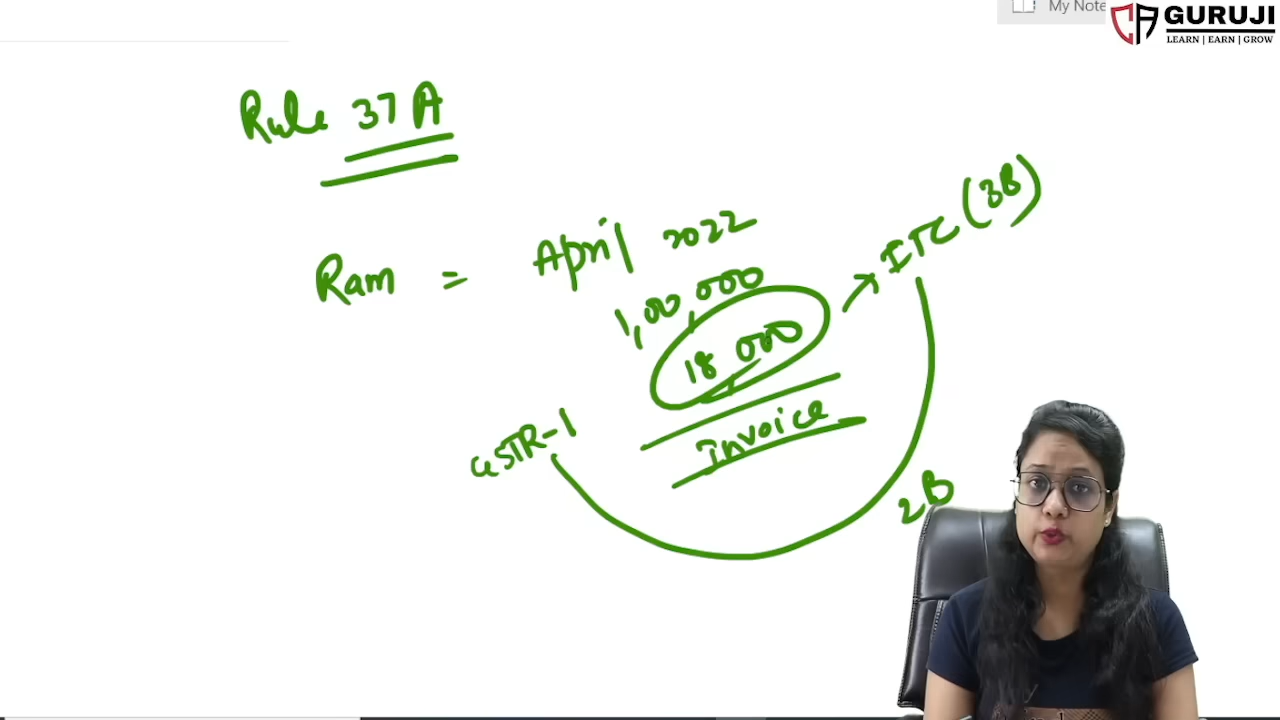 My Note
CA GURUJI
LEARN | EARN | GROW
Rule 37A
Ram = April 2022
1,00,000
18,000 → ITC (3B)
Invoice
GSTR-1
2B